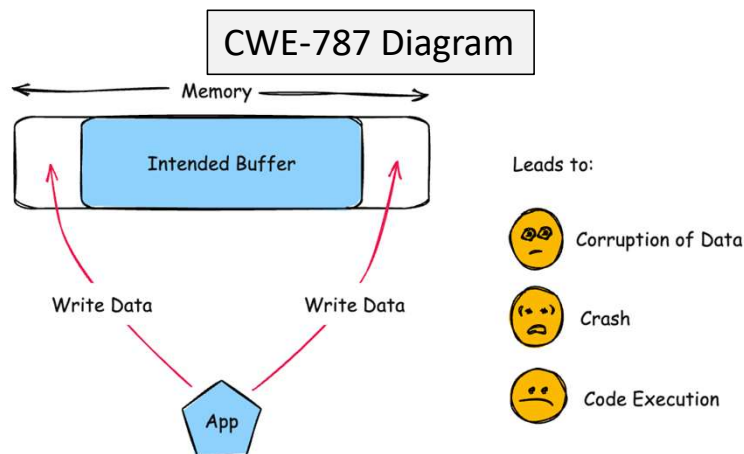 CWE-787 Diagram
Memory
Intended Buffer
Leads to:
Corruption of Data
Write Data
Write Data
Crash
Code Execution
App